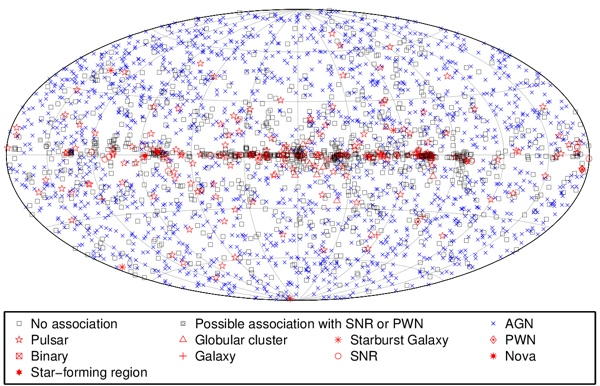 No association Possible association with SNR or PWN AGN
Pulsar Globular cluster Starburst Galaxy PWN
Binary Galaxy SNR Nova
Star-forming region